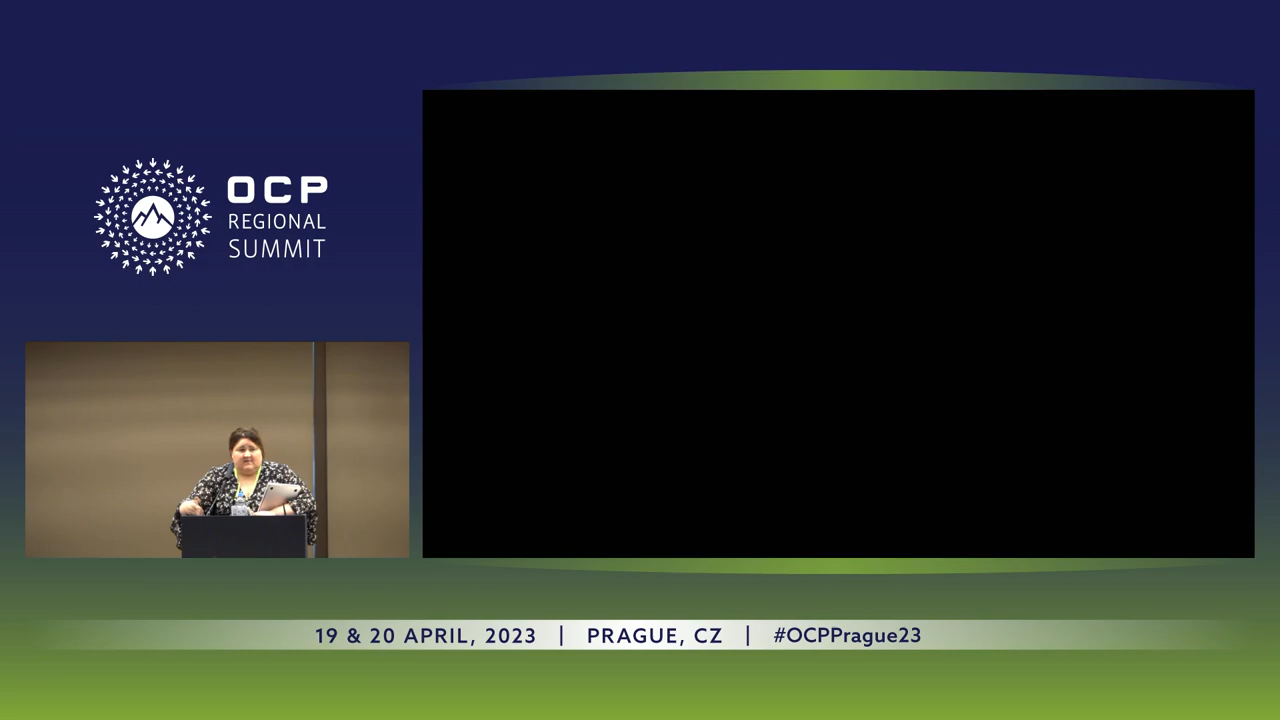 OCP
REGIONAL
SUMMIT
19 & 20 APRIL, 2023 | PRAGUE, CZ | #OCPPrague23